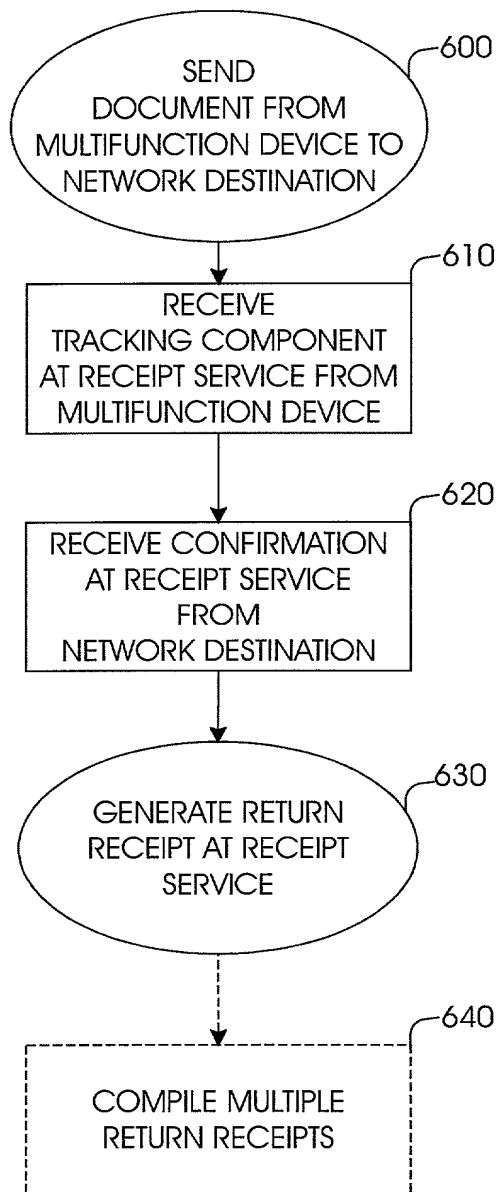 600
SEND
DOCUMENT FROM
MULTIFUNCTION DEVICE TO
NETWORK DESTINATION
610
RECEIVE
TRACKING COMPONENT
AT RECEIPT SERVICE FROM
MULTIFUNCTION DEVICE
620
RECEIVE CONFIRMATION
AT RECEIPT SERVICE
FROM
NETWORK DESTINATION
630
GENERATE RETURN
RECEIPT AT RECEIPT
SERVICE
640
COMPILE MULTIPLE
RETURN RECEIPTS